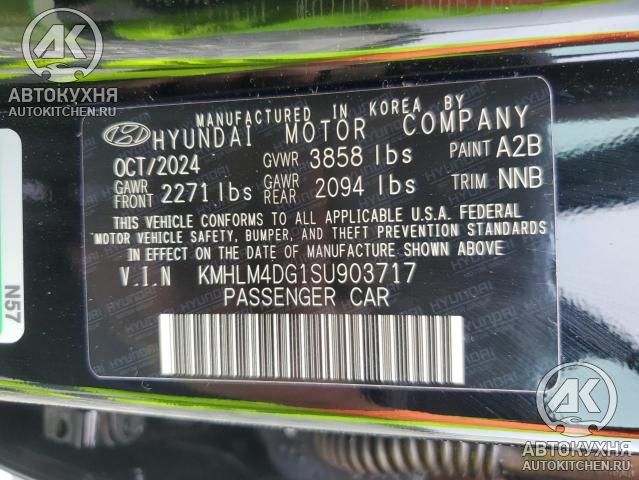 АВТОКУХНЯ
AUTOKITCHEN.RU
MANUFACTURED IN KOREA BY
HYUNDAI MOTOR COMPANY
OCT/2024 GVWR 3858 lbs PAINT A2B
GAWR FRONT 2271 lbs GAWR REAR 2094 lbs TRIM NNB
THIS VEHICLE CONFORMS TO ALL APPLICABLE U.S.A. FEDERAL
MOTOR VEHICLE SAFETY, BUMPER, AND THEFT PREVENTION STANDARDS
IN EFFECT ON THE DATE OF MANUFACTURE SHOWN ABOVE.
V.I.N KMHLM4DG1SU903717
PASSENGER CAR
N57
АВТОКУХНЯ
AUTOKITCHEN.RU